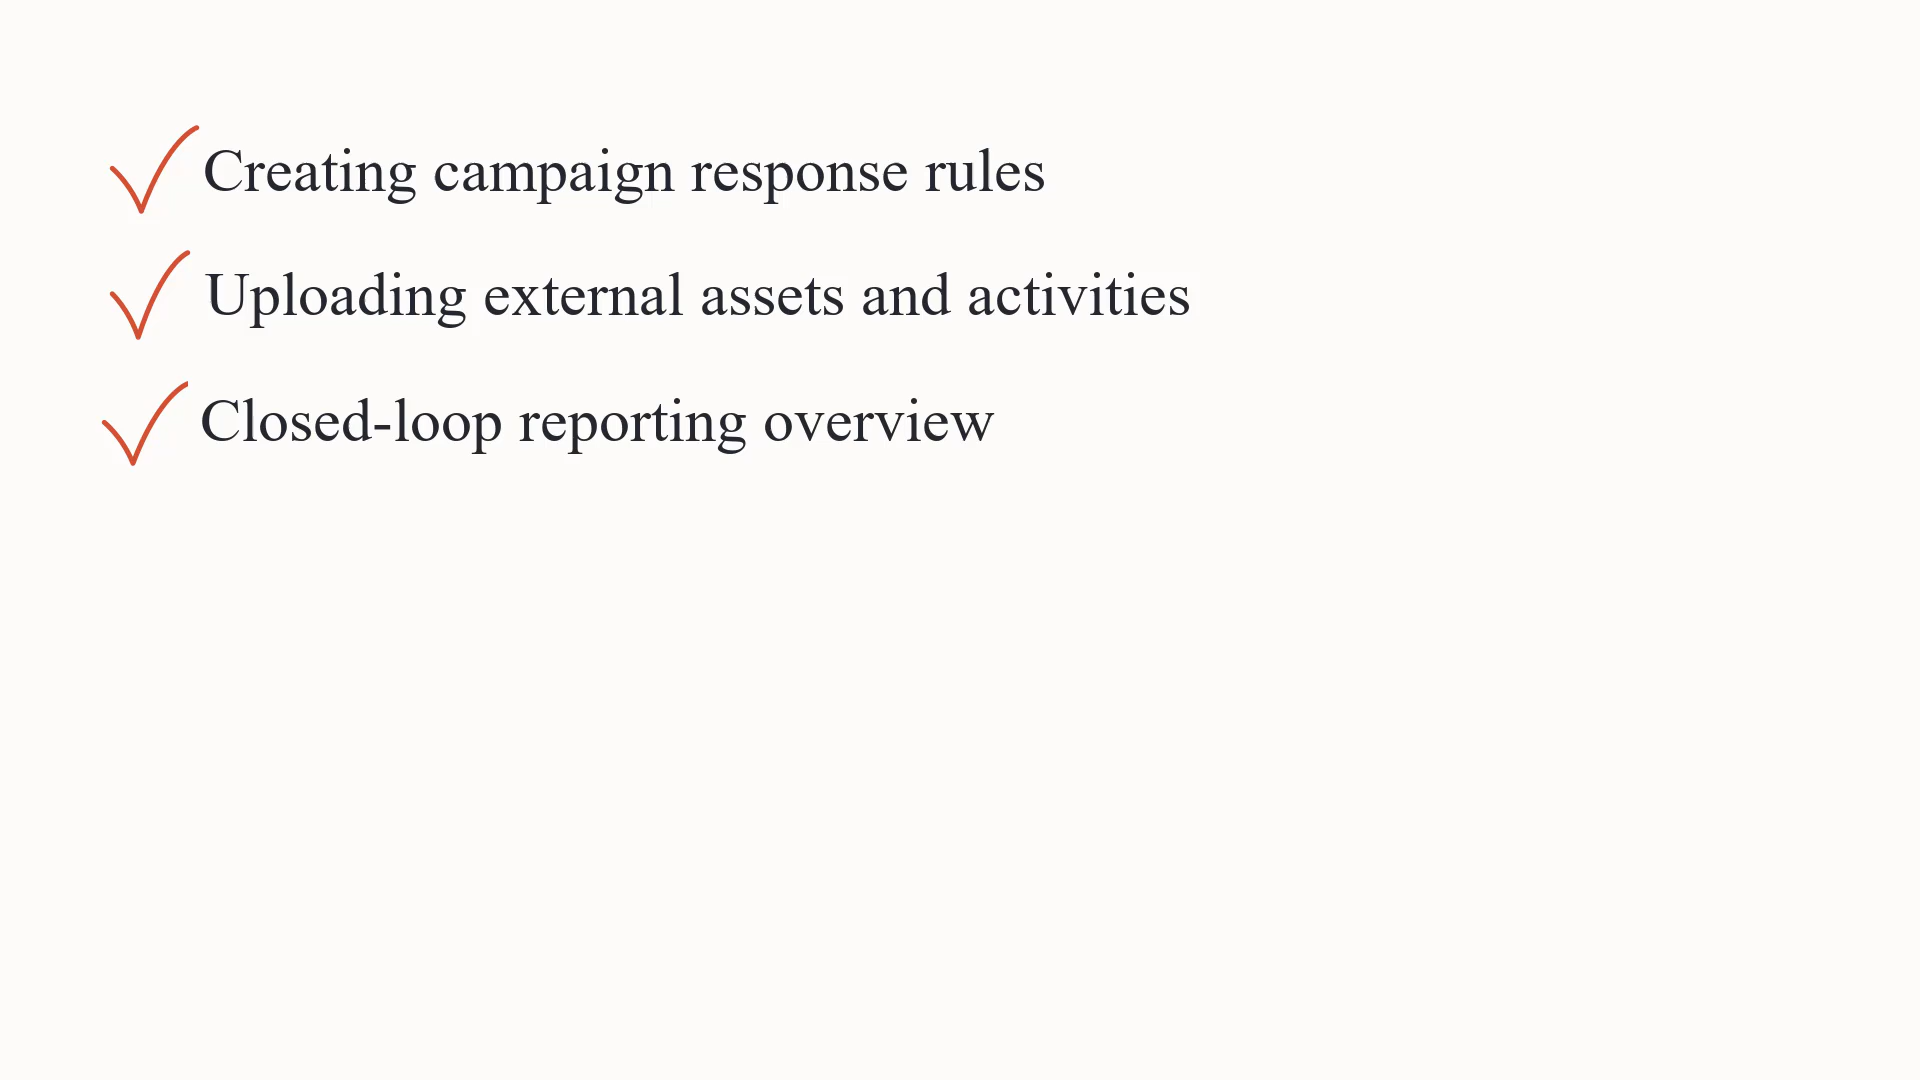 Creating campaign response rules
Uploading external assets and activities
Closed-loop reporting overview